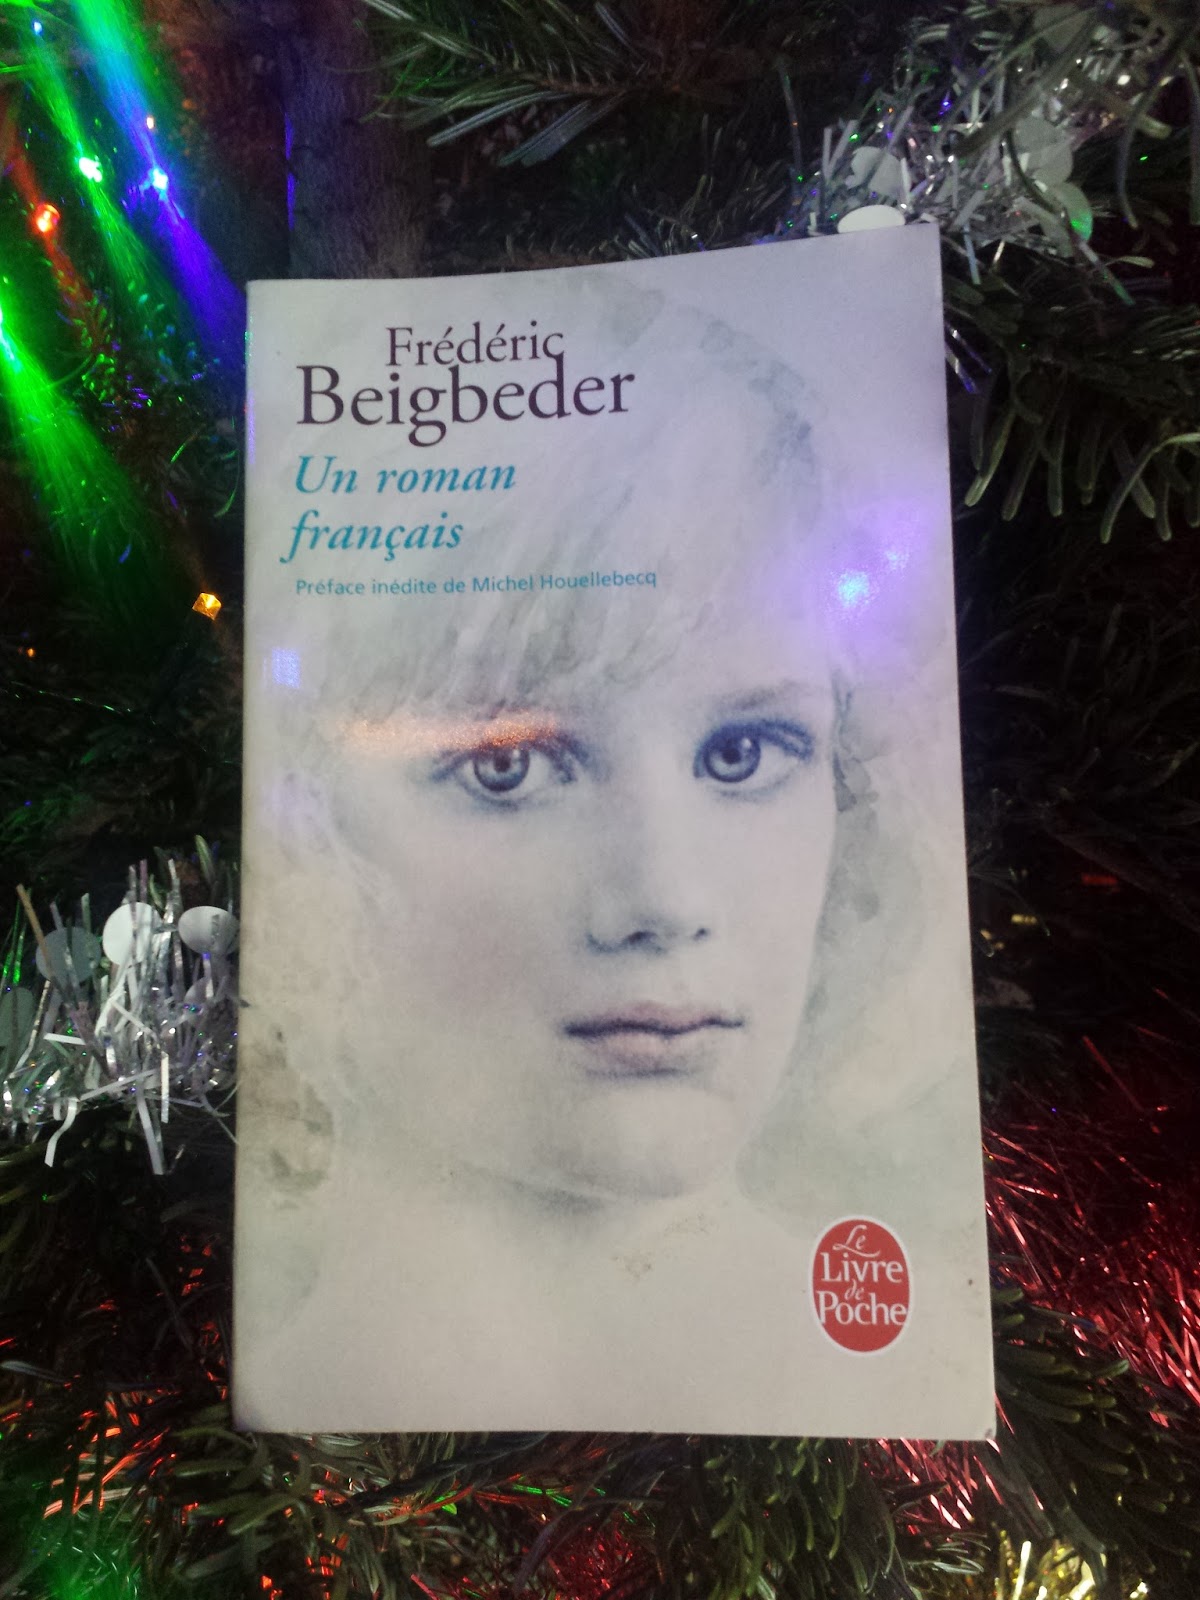 Frédéric
Beigbeder
Un roman
français
Préface inédite de Michel Houellebecq
Le
Livre
de
Poche